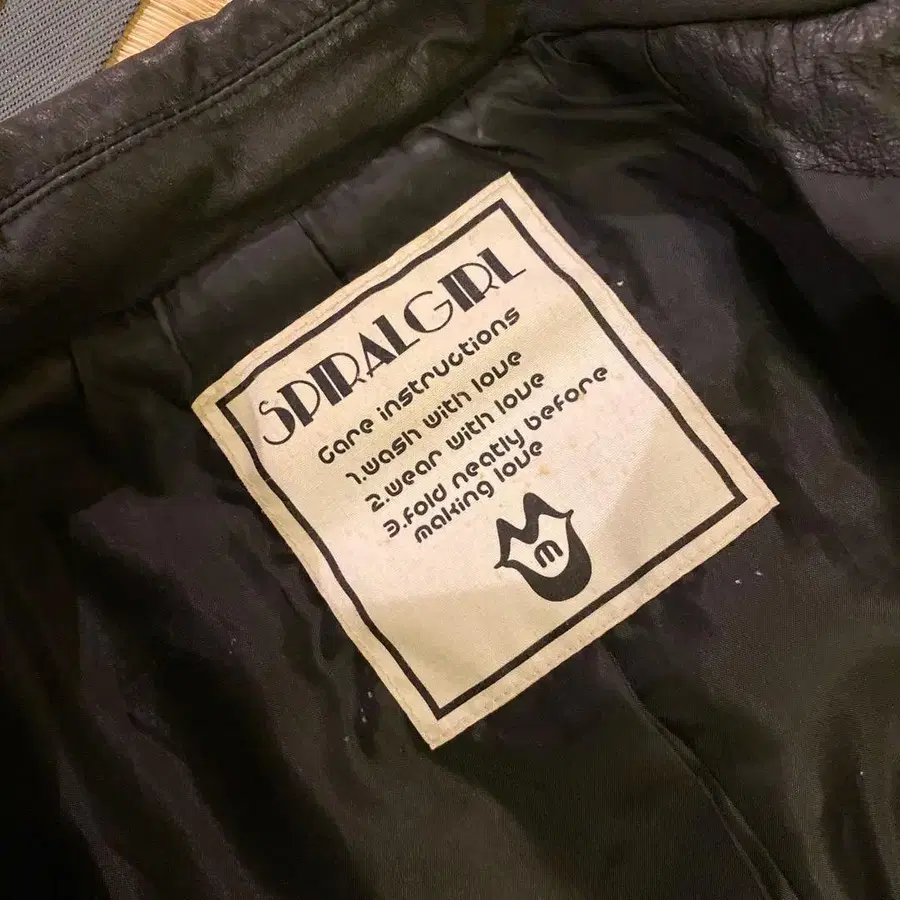 SPIRALGIRL
Care instructions
1.wash with love
2.wear with love
3.fold neatly before
making love
m